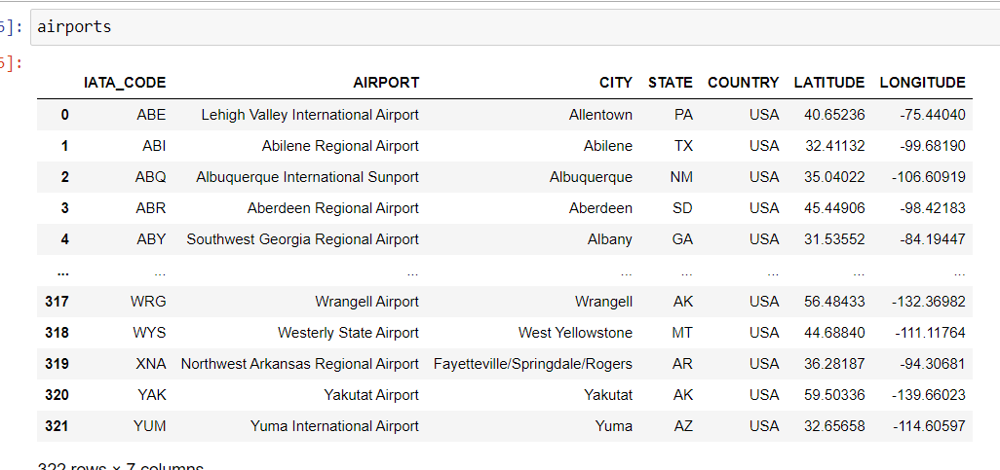 5]: airports
5]:
IATA_CODE AIRPORT CITY STATE COUNTRY LATITUDE LONGITUDE
0 ABE Lehigh Valley International Airport Allentown PA USA 40.65236 -75.44040
1 ABI Abilene Regional Airport Abilene TX USA 32.41132 -99.68190
2 ABQ Albuquerque International Sunport Albuquerque NM USA 35.04022 -106.60919
3 ABR Aberdeen Regional Airport Aberdeen SD USA 45.44906 -98.42183
4 ABY Southwest Georgia Regional Airport Albany GA USA 31.53552 -84.19447
... ... ... ... ... ... ... ...
317 WRG Wrangell Airport Wrangell AK USA 56.48433 -132.36982
318 WYS Westerly State Airport West Yellowstone MT USA 44.68840 -111.11764
319 XNA Northwest Arkansas Regional Airport Fayetteville/Springdale/Rogers AR USA 36.28187 -94.30681
320 YAK Yakutat Airport Yakutat AK USA 59.50336 -139.66023
321 YUM Yuma International Airport Yuma AZ USA 32.65658 -114.60597
322 rows × 7 columns